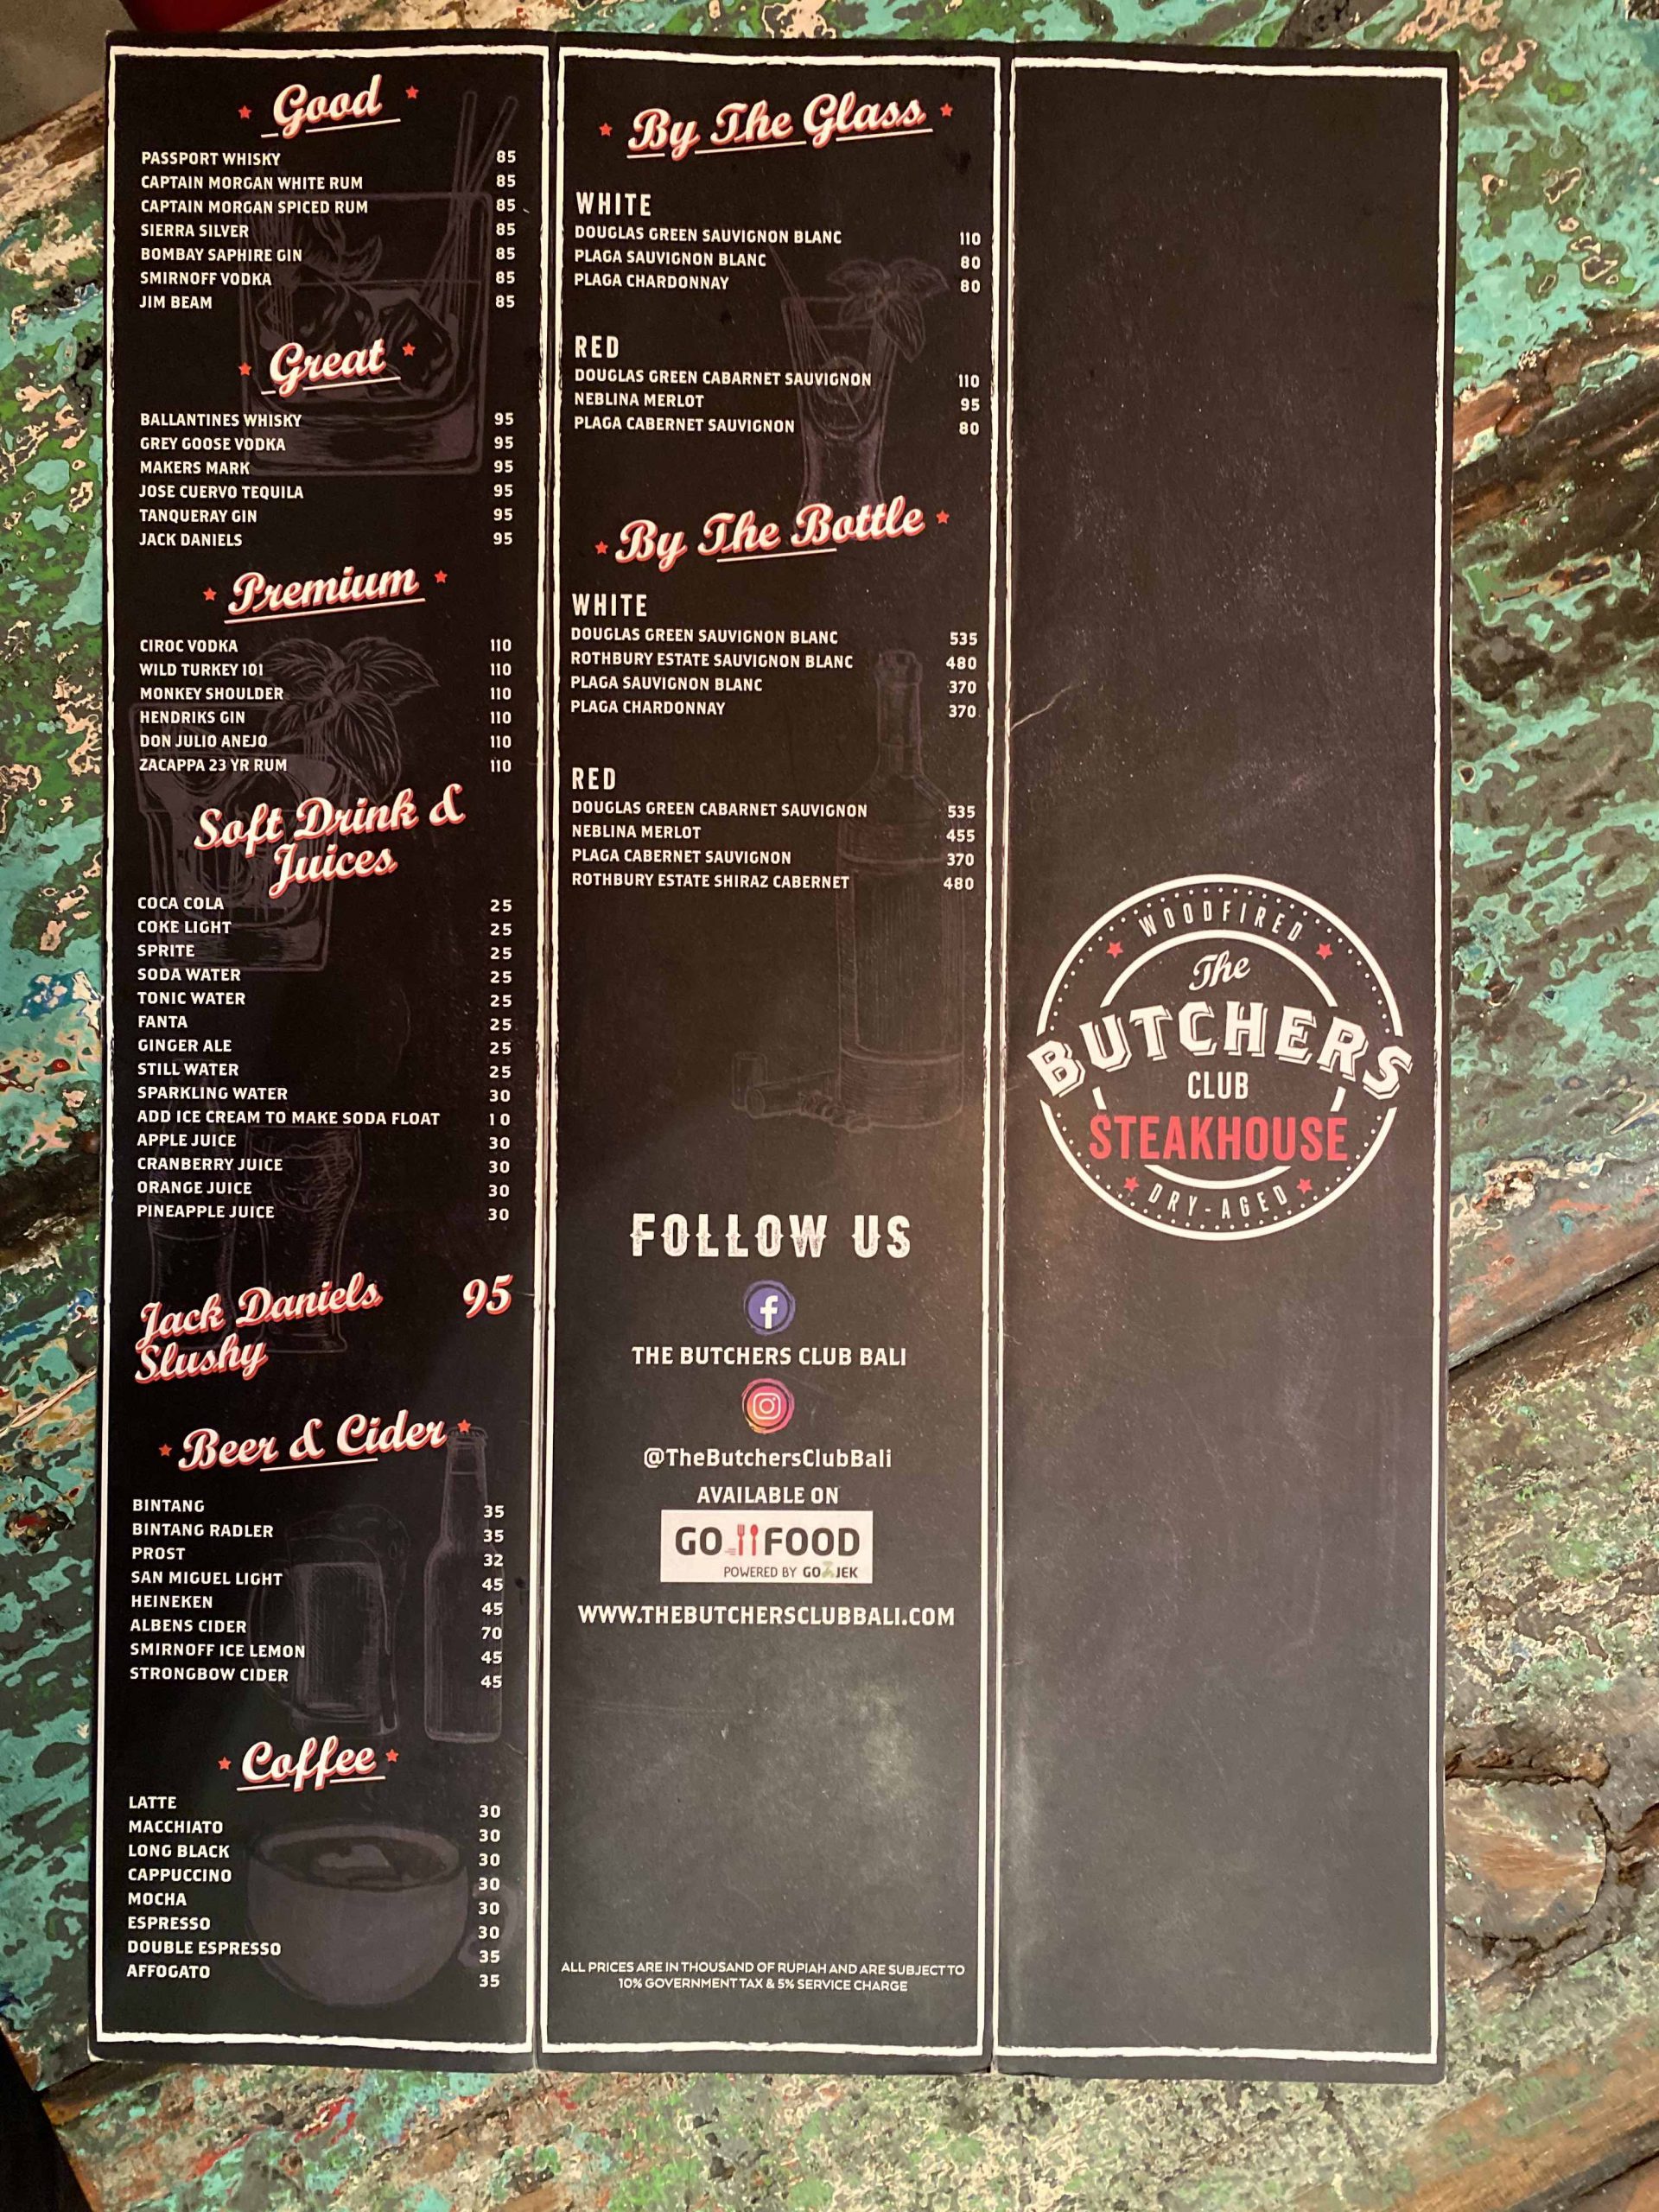 Good
PASSPORT WHISKY 85
CAPTAIN MORGAN WHITE RUM 85
CAPTAIN MORGAN SPICED RUM 85
SIERRA SILVER 85
BOMBAY SAPHIRE GIN 85
SMIRNOFF VODKA 85
JIM BEAM 85
Great
BALLANTINES WHISKY 95
GREY GOOSE VODKA 95
MAKERS MARK 95
JOSE CUERVO TEQUILA 95
TANQUERAY GIN 95
JACK DANIELS 95
Premium
CIROC VODKA 110
WILD TURKEY 101 110
MONKEY SHOULDER 110
HENDRIKS GIN 110
DON JULIO ANEJO 110
ZACAPPA 23 YR RUM 110
Soft Drink &
Juices
COCA COLA 25
COKE LIGHT 25
SPRITE 25
SODA WATER 25
TONIC WATER 25
FANTA 25
GINGER ALE 25
STILL WATER 25
SPARKLING WATER 30
ADD ICE CREAM TO MAKE SODA FLOAT 10
APPLE JUICE 30
CRANBERRY JUICE 30
ORANGE JUICE 30
PINEAPPLE JUICE 30
Jack Daniels 95
Slushy
Beer & Cider
BINTANG 35
BINTANG RADLER 35
PROST 32
SAN MIGUEL LIGHT 45
HEINEKEN 45
ALBENS CIDER 70
SMIRNOFF ICE LEMON 45
STRONGBOW CIDER 45
Coffee
LATTE 30
MACCHIATO 30
LONG BLACK 30
CAPPUCCINO 30
MOCHA 30
ESPRESSO 30
DOUBLE ESPRESSO 35
AFFOGATO 35
By The Glass
WHITE
DOUGLAS GREEN SAUVIGNON BLANC 110
PLAGA SAUVIGNON BLANC 80
PLAGA CHARDONNAY 80
RED
DOUGLAS GREEN CABARNET SAUVIGNON 110
NEBLINA MERLOT 95
PLAGA CABERNET SAUVIGNON 80
By The Bottle
WHITE
DOUGLAS GREEN SAUVIGNON BLANC 535
ROTHBURY ESTATE SAUVIGNON BLANC 480
PLAGA SAUVIGNON BLANC 370
PLAGA CHARDONNAY 370
RED
DOUGLAS GREEN CABARNET SAUVIGNON 535
NEBLINA MERLOT 455
PLAGA CABERNET SAUVIGNON 370
ROTHBURY ESTATE SHIRAZ CABERNET 480
FOLLOW US
THE BUTCHERS CLUB BALI
@TheButchersClubBali
AVAILABLE ON
GO FOOD
POWERED BY GOJEK
WWW.THEBUTCHERSCLUBBALI.COM
ALL PRICES ARE IN THOUSAND OF RUPIAH AND ARE SUBJECT TO
10% GOVERNMENT TAX & 5% SERVICE CHARGE
WOODFIRED
The
BUTCHERS
CLUB
STEAKHOUSE
DRY-AGED